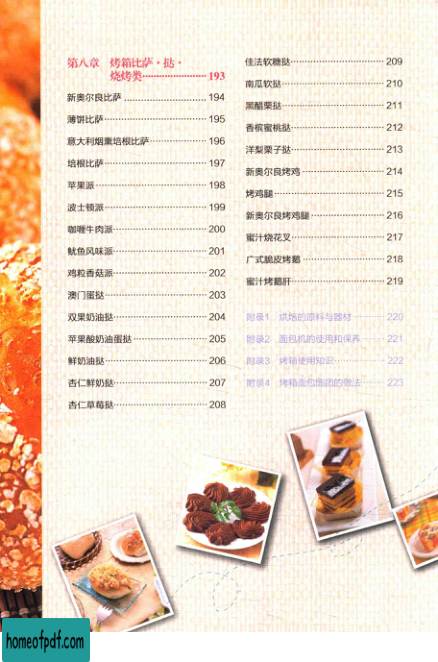 第八章 烤箱比萨·挞·
烧烤类 193
新奥尔良比萨 194
薄饼比萨 195
意大利烟熏培根比萨 196
培根比萨 197
苹果派 198
波士顿派 199
咖喱牛肉派 200
鱿鱼风味派 201
鸡粒香菇派 202
澳门蛋挞 203
双果奶油挞 204
苹果酸奶油蛋挞 205
鲜奶油挞 206
杏仁鲜奶挞 207
杏仁草莓挞 208
佳法软糖挞 209
南瓜软挞 210
黑醋栗挞 211
香槟蜜桃挞 212
洋梨栗子挞 213
新奥尔良烤鸡 214
烤鸡腿 215
新奥尔良烤鸡腿 216
蜜汁烧花叉 217
广式脆皮烤鹅 218
蜜汁烤鹅肝 219
附录1 烘焙的原料与器材 220
附录2 面包机的使用和保养 221
附录3 烤箱使用知识 222
附录4 烤箱面包面团的做法 223
homeofpdf.com